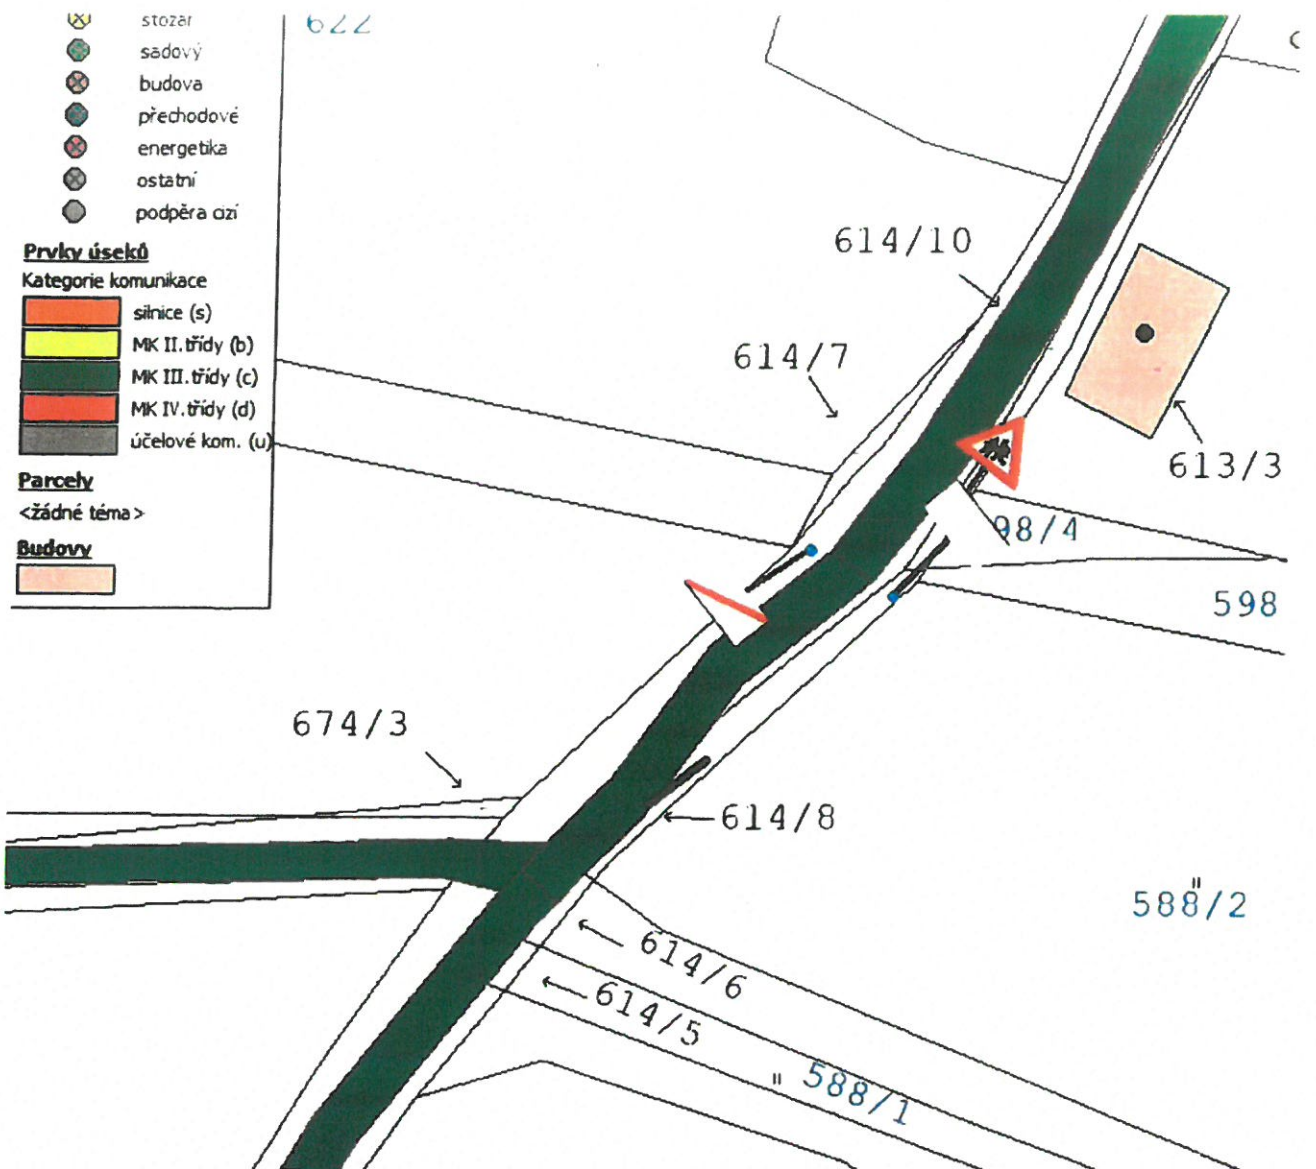 stožár
sadový
budova
přechodové
energetika
ostatní
podpěra cizí
Prvky úseků
Kategorie komunikace
silnice (s)
MK II.třídy (b)
MK III.třídy (c)
MK IV.třídy (d)
účelové kom. (u)
Parcely
<žádné téma>
Budovy
622
614/10
614/7
613/3
98/4
598
674/3
614/8
588/2
614/6
614/5
588/1